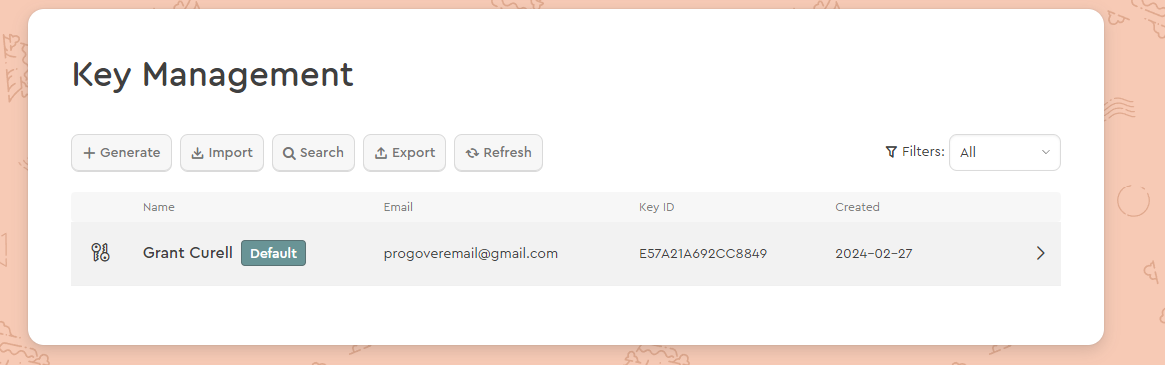 Key Management
Generate Import Search Export Refresh Filters: All
Name Email Key ID Created
Grant Curell Default progoveremail@gmail.com E57A21A692CC8849 2024-02-27